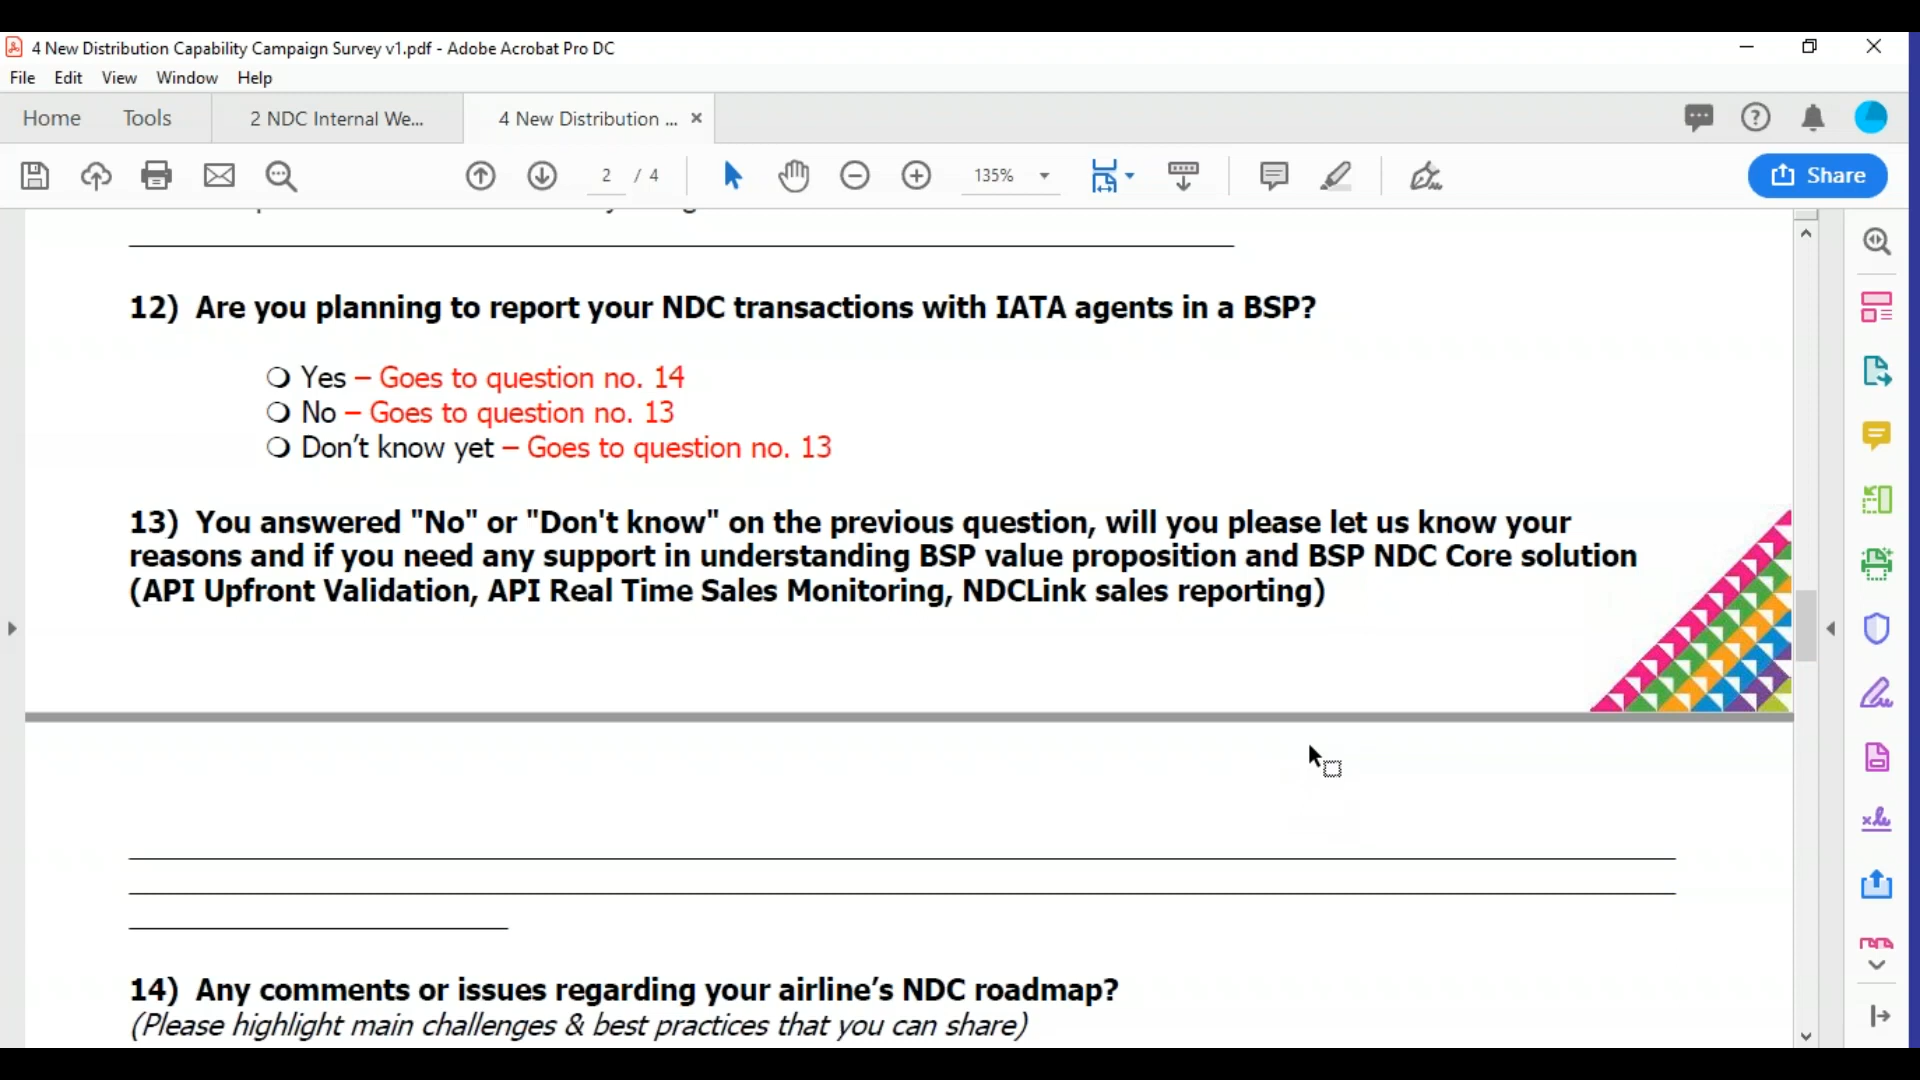 4 New Distribution Capability Campaign Survey v1.pdf - Adobe Acrobat Pro DC
File Edit View Window Help
Home Tools 2 NDC Internal We... 4 New Distribution ...
2 / 4 135% Share
12) Are you planning to report your NDC transactions with IATA agents in a BSP?
Yes – Goes to question no. 14
No – Goes to question no. 13
Don't know yet – Goes to question no. 13
13) You answered "No" or "Don't know" on the previous question, will you please let us know your
reasons and if you need any support in understanding BSP value proposition and BSP NDC Core solution
(API Upfront Validation, API Real Time Sales Monitoring, NDCLink sales reporting)
14) Any comments or issues regarding your airline's NDC roadmap?
(Please highlight main challenges & best practices that you can share)